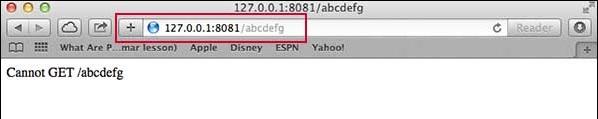 127.0.0.1:8081/abcdefg
127.0.0.1:8081/abcdefg
Reader
What Are P...mar lesson) Apple Disney ESPN Yahoo!
Cannot GET /abcdefg